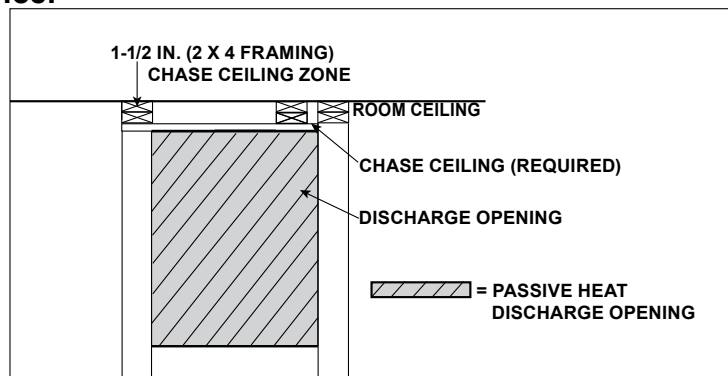 1-1/2 IN. (2 X 4 FRAMING)
CHASE CEILING ZONE
ROOM CEILING
CHASE CEILING (REQUIRED)
DISCHARGE OPENING
= PASSIVE HEAT
DISCHARGE OPENING